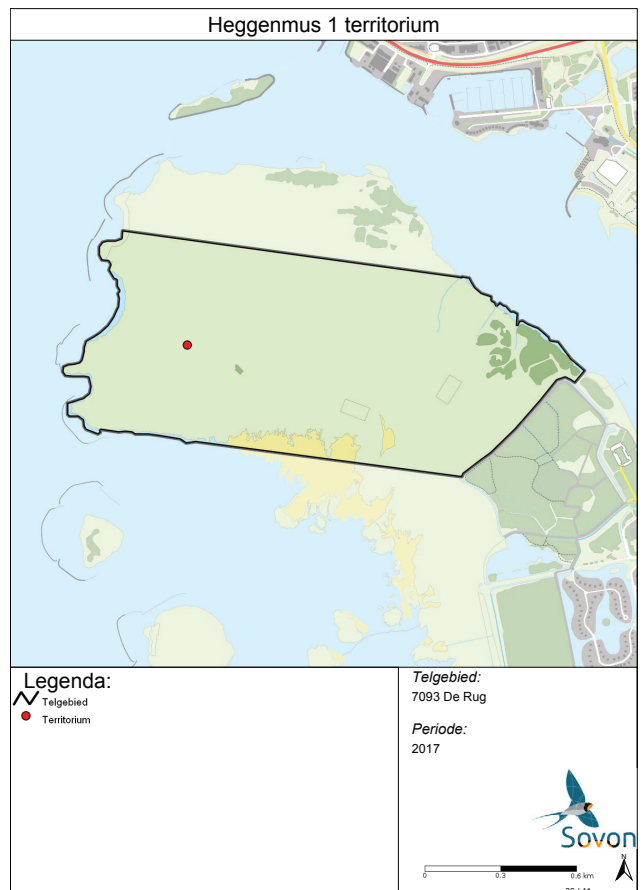 Heggenmus 1 territorium
Legenda:
Telgebied
Territorium
Telgebied:
7093 De Rug
Periode:
2017
Sovon
N
0 0.3 0.6 km